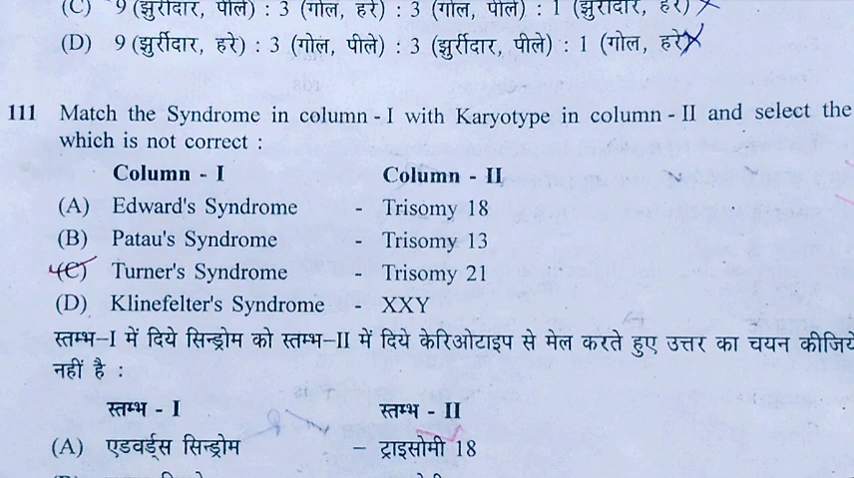 (C) 9 (झुर्रीदार, पीले) : 3 (गोल, हरे) : 3 (गोल, पीले) : 1 (झुर्रीदार, हरे)
(D) 9 (झुर्रीदार, हरे) : 3 (गोल, पीले) : 3 (झुर्रीदार, पीले) : 1 (गोल, हरे)
111 Match the Syndrome in column - I with Karyotype in column - II and select the
which is not correct :
Column - I Column - II
(A) Edward's Syndrome - Trisomy 18
(B) Patau's Syndrome - Trisomy 13
(C) Turner's Syndrome - Trisomy 21
(D) Klinefelter's Syndrome - XXY
स्तम्भ–I में दिये सिन्ड्रोम को स्तम्भ–II में दिये केरिओटाइप से मेल करते हुए उत्तर का चयन कीजिये
नहीं है :
स्तम्भ - I स्तम्भ - II
(A) एडवर्ड्स सिन्ड्रोम – ट्राइसोमी 18